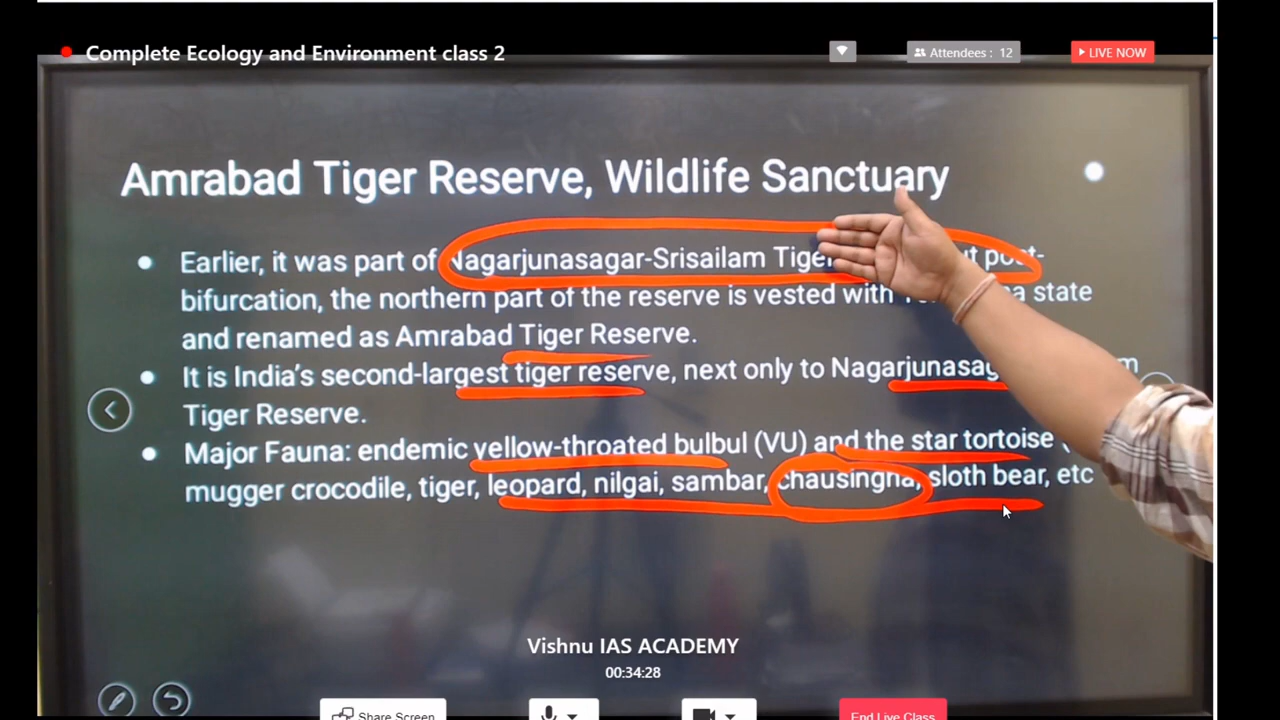 Complete Ecology and Environment class 2
Attendees : 12
LIVE NOW
Amrabad Tiger Reserve, Wildlife Sanctuary
Earlier, it was part of Nagarjunasagar-Srisailam Tiger
bifurcation, the northern part of the reserve is vested with state
and renamed as Amrabad Tiger Reserve.
It is India's second-largest tiger reserve, next only to
Tiger Reserve.
Major Fauna: endemic yellow-throated bulbul (VU) and the star tortoise
mugger crocodile, tiger, leopard, nilgai, sambar, chausingha, sloth bear, etc
Vishnu IAS ACADEMY
00:34:28
Share Screen
End Live Class